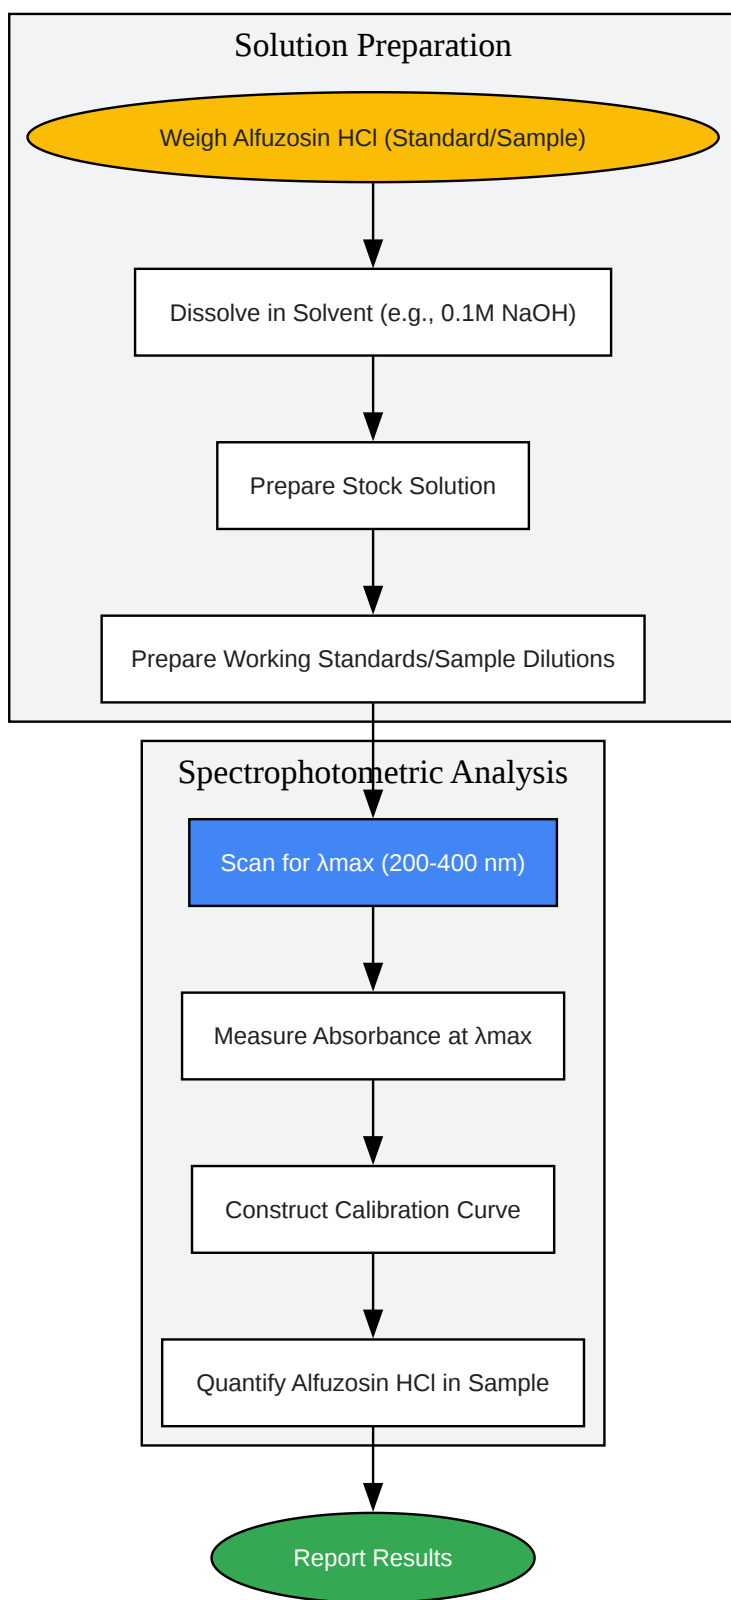 Solution Preparation
Weigh Alfuzosin HCl (Standard/Sample)
Dissolve in Solvent (e.g., 0.1M NaOH)
Prepare Stock Solution
Prepare Working Standards/Sample Dilutions
Spectrophotometric Analysis
Scan for λmax (200-400 nm)
Measure Absorbance at λmax
Construct Calibration Curve
Quantify Alfuzosin HCl in Sample
Report Results